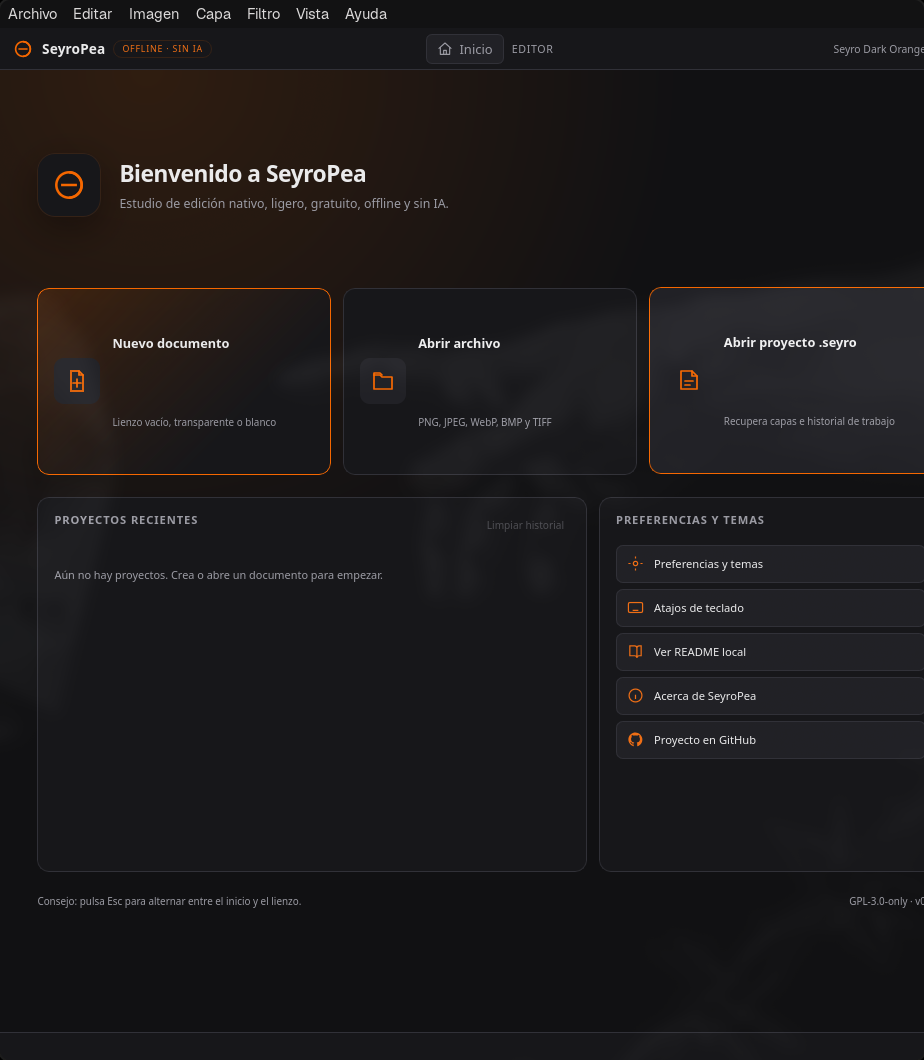 Archivo Editar Imagen Capa Filtro Vista Ayuda
SeyroPea OFFLINE · SIN IA Inicio EDITOR Seyro Dark Orange
Bienvenido a SeyroPea
Estudio de edición nativo, ligero, gratuito, offline y sin IA.
Nuevo documento
Lienzo vacío, transparente o blanco
Abrir archivo
PNG, JPEG, WebP, BMP y TIFF
Abrir proyecto .seyro
Recupera capas e historial de trabajo
PROYECTOS RECIENTES
Limpiar historial
Aún no hay proyectos. Crea o abre un documento para empezar.
PREFERENCIAS Y TEMAS
Preferencias y temas
Atajos de teclado
Ver README local
Acerca de SeyroPea
Proyecto en GitHub
Consejo: pulsa Esc para alternar entre el inicio y el lienzo.
GPL-3.0-only · v0